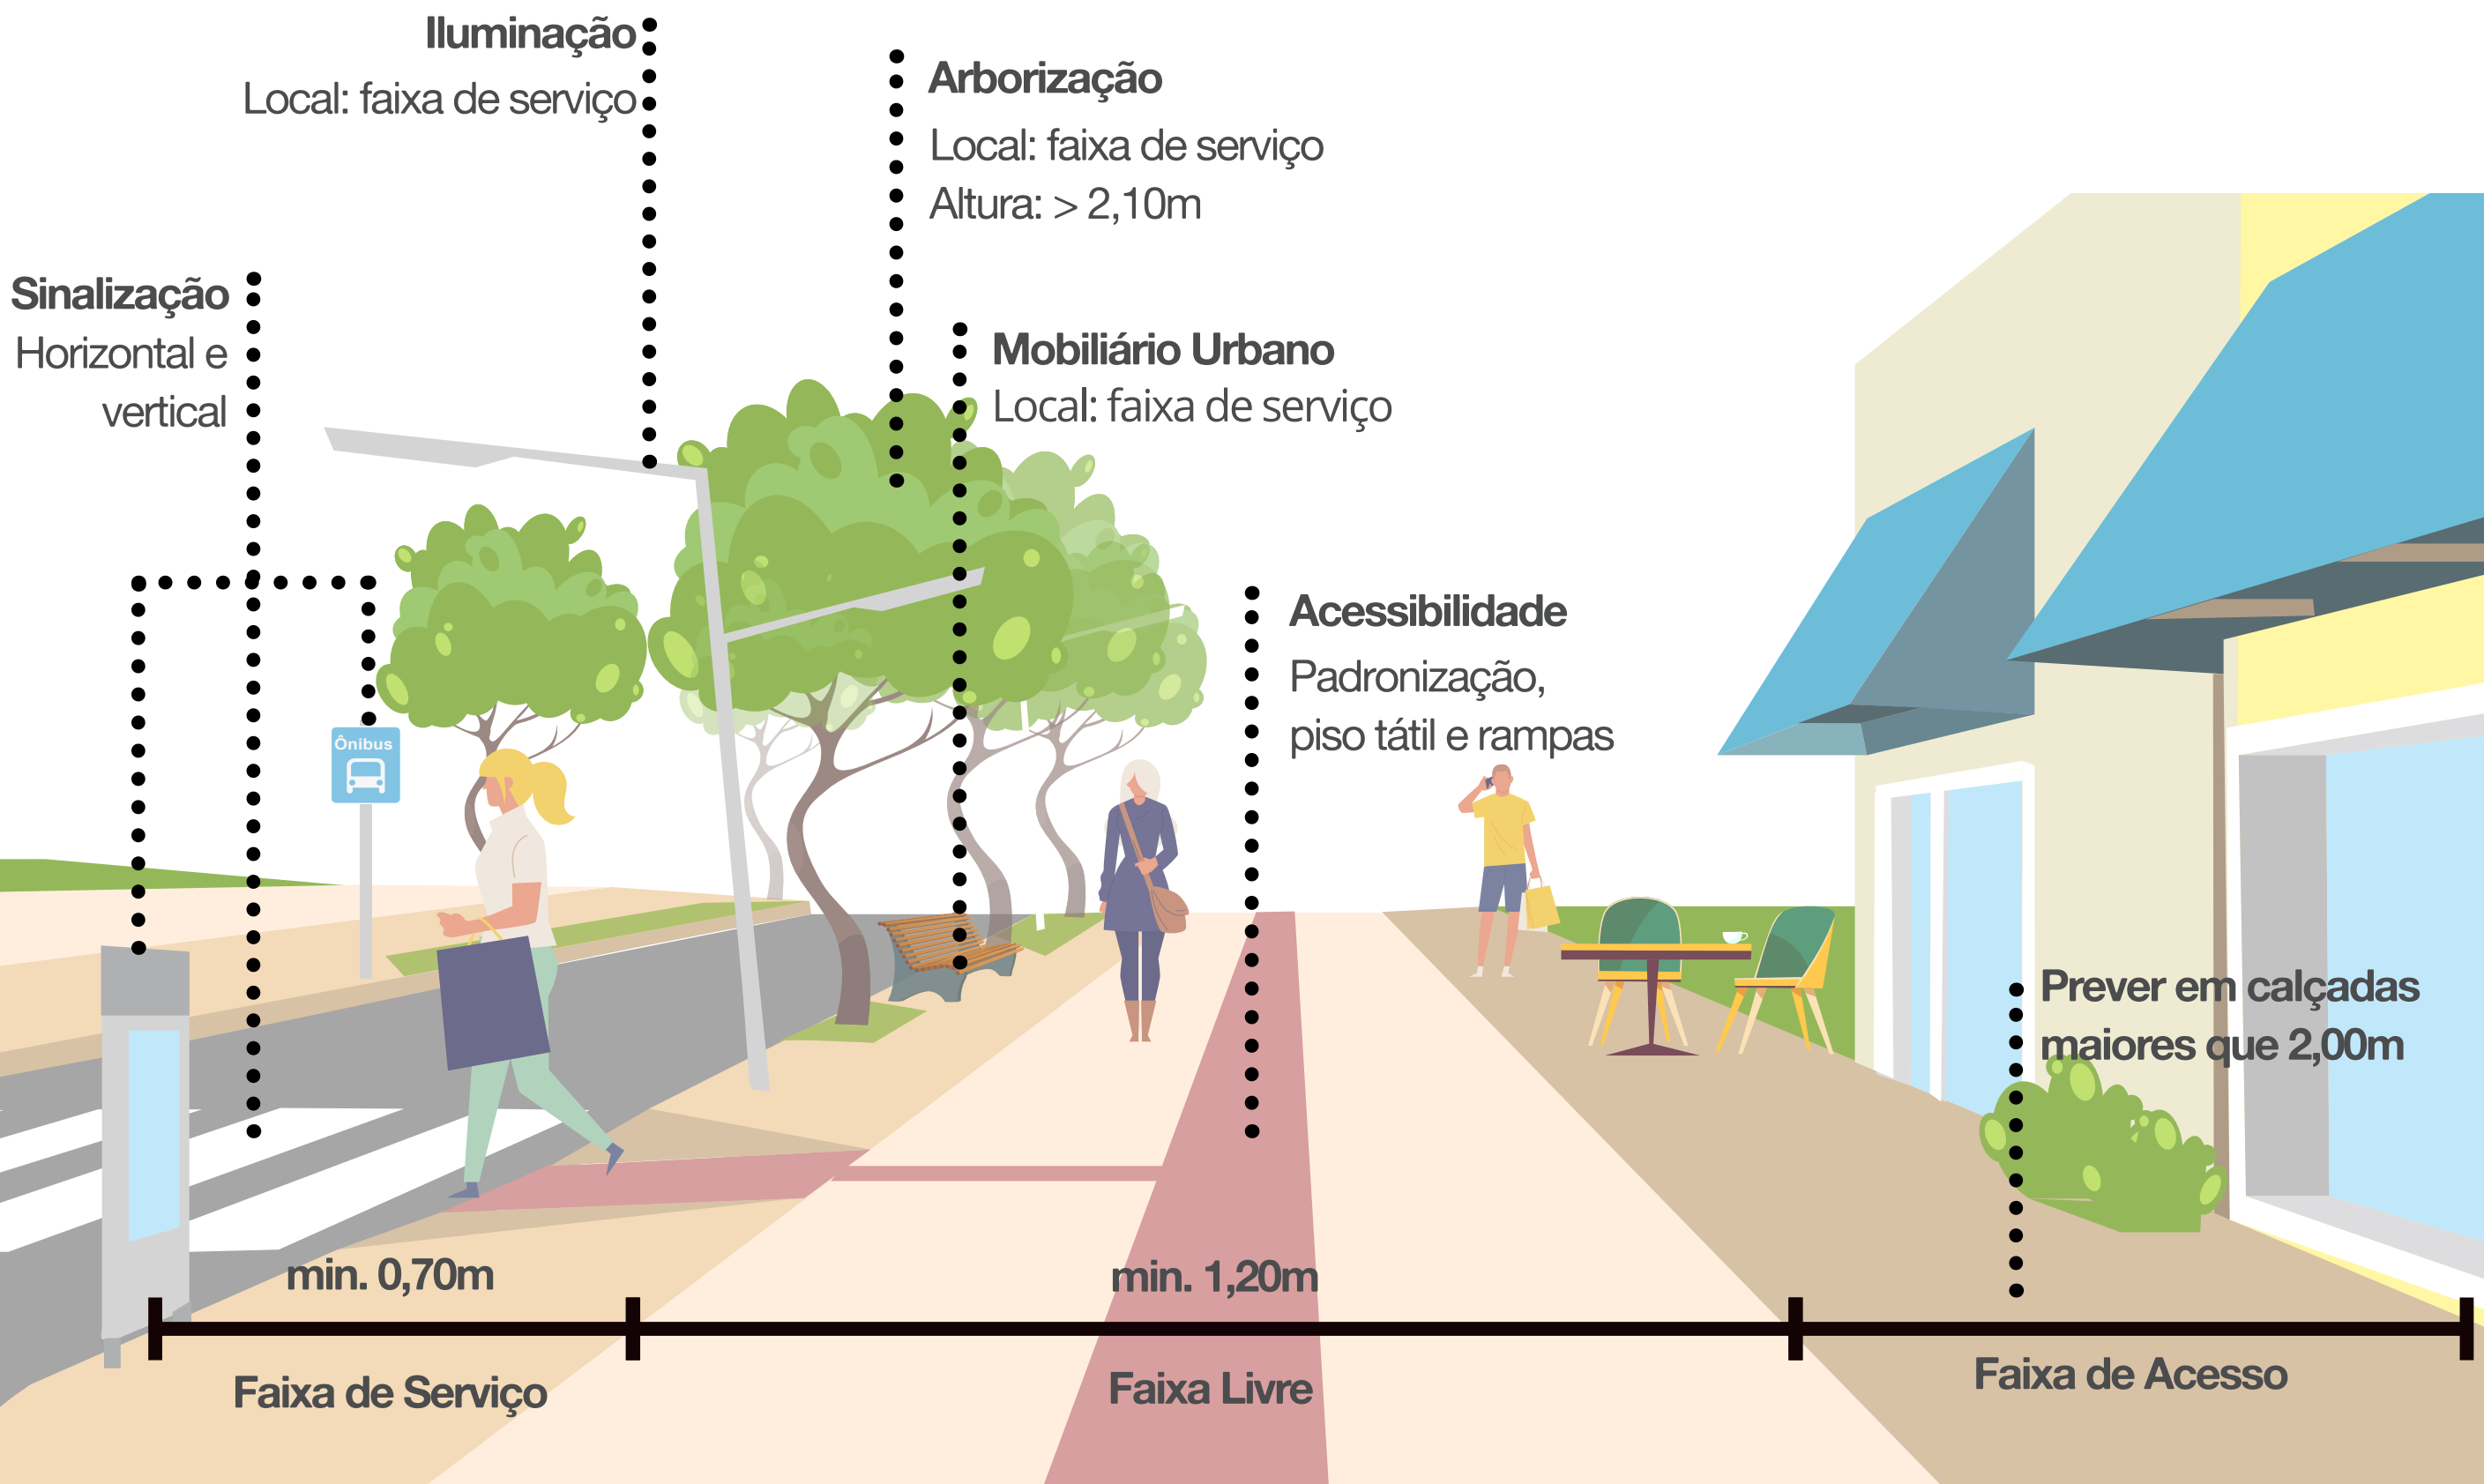 Iluminação
Local: faixa de serviço
Arborização
Local: faixa de serviço
Altura: > 2,10m
Sinalização
Horizontal e
vertical
Mobiliário Urbano
Local: faixa de serviço
Acessibilidade
Padronização,
piso tátil e rampas
Ônibus
Prever em calçadas
maiores que 2,00m
min. 0,70m
min. 1,20m
Faixa de Serviço
Faixa Livre
Faixa de Acesso